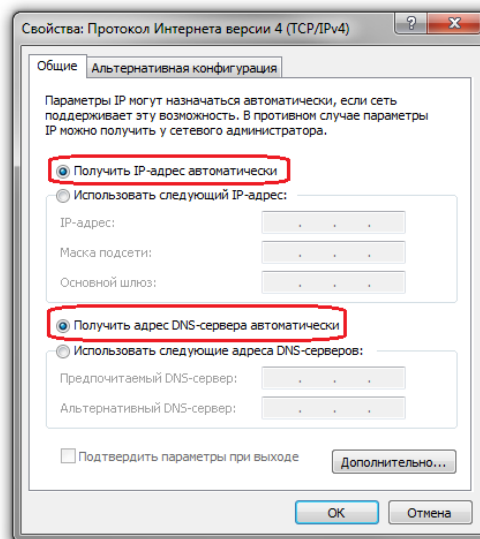 Свойства: Протокол Интернета версии 4 (TCP/IPv4)
Общие
Альтернативная конфигурация
Параметры IP могут назначаться автоматически, если сеть
поддерживает эту возможность. В противном случае параметры
IP можно получить у сетевого администратора.
Получить IP-адрес автоматически
Использовать следующий IP-адрес:
IP-адрес:
Маска подсети:
Основной шлюз:
Получить адрес DNS-сервера автоматически
Использовать следующие адреса DNS-серверов:
Предпочитаемый DNS-сервер:
Альтернативный DNS-сервер:
Подтвердить параметры при выходе
Дополнительно...
ОК
Отмена